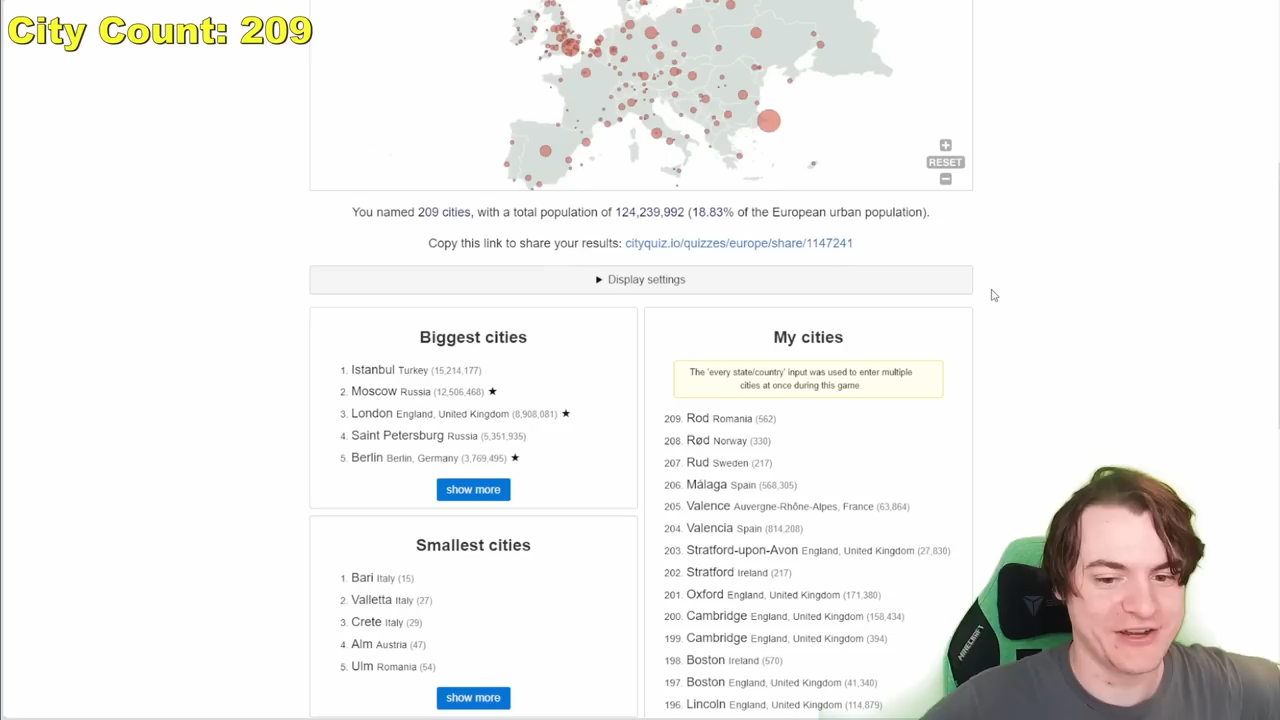 City Count: 209
+
RESET
−
You named 209 cities, with a total population of 124,239,992 (18.83% of the European urban population).
Copy this link to share your results: cityquiz.io/quizzes/europe/share/1147241
▶ Display settings
Biggest cities
1. Istanbul Turkey (15,214,177)
2. Moscow Russia (12,506,468) ★
3. London England, United Kingdom (8,908,081) ★
4. Saint Petersburg Russia (5,351,935)
5. Berlin Berlin, Germany (3,769,495) ★
show more
Smallest cities
1. Bari Italy (15)
2. Valletta Italy (27)
3. Crete Italy (29)
4. Alm Austria (47)
5. Ulm Romania (54)
show more
My cities
The 'every state/country' input was used to enter multiple
cities at once during this game.
209. Rod Romania (562)
208. Rød Norway (330)
207. Rud Sweden (217)
206. Málaga Spain (568,305)
205. Valence Auvergne-Rhône-Alpes, France (63,864)
204. Valencia Spain (814,208)
203. Stratford-upon-Avon England, United Kingdom (27,830)
202. Stratford Ireland (217)
201. Oxford England, United Kingdom (171,380)
200. Cambridge England, United Kingdom (158,434)
199. Cambridge England, United Kingdom (394)
198. Boston Ireland (570)
197. Boston England, United Kingdom (41,340)
196. Lincoln England, United Kingdom (114,879)
MINECRAFT